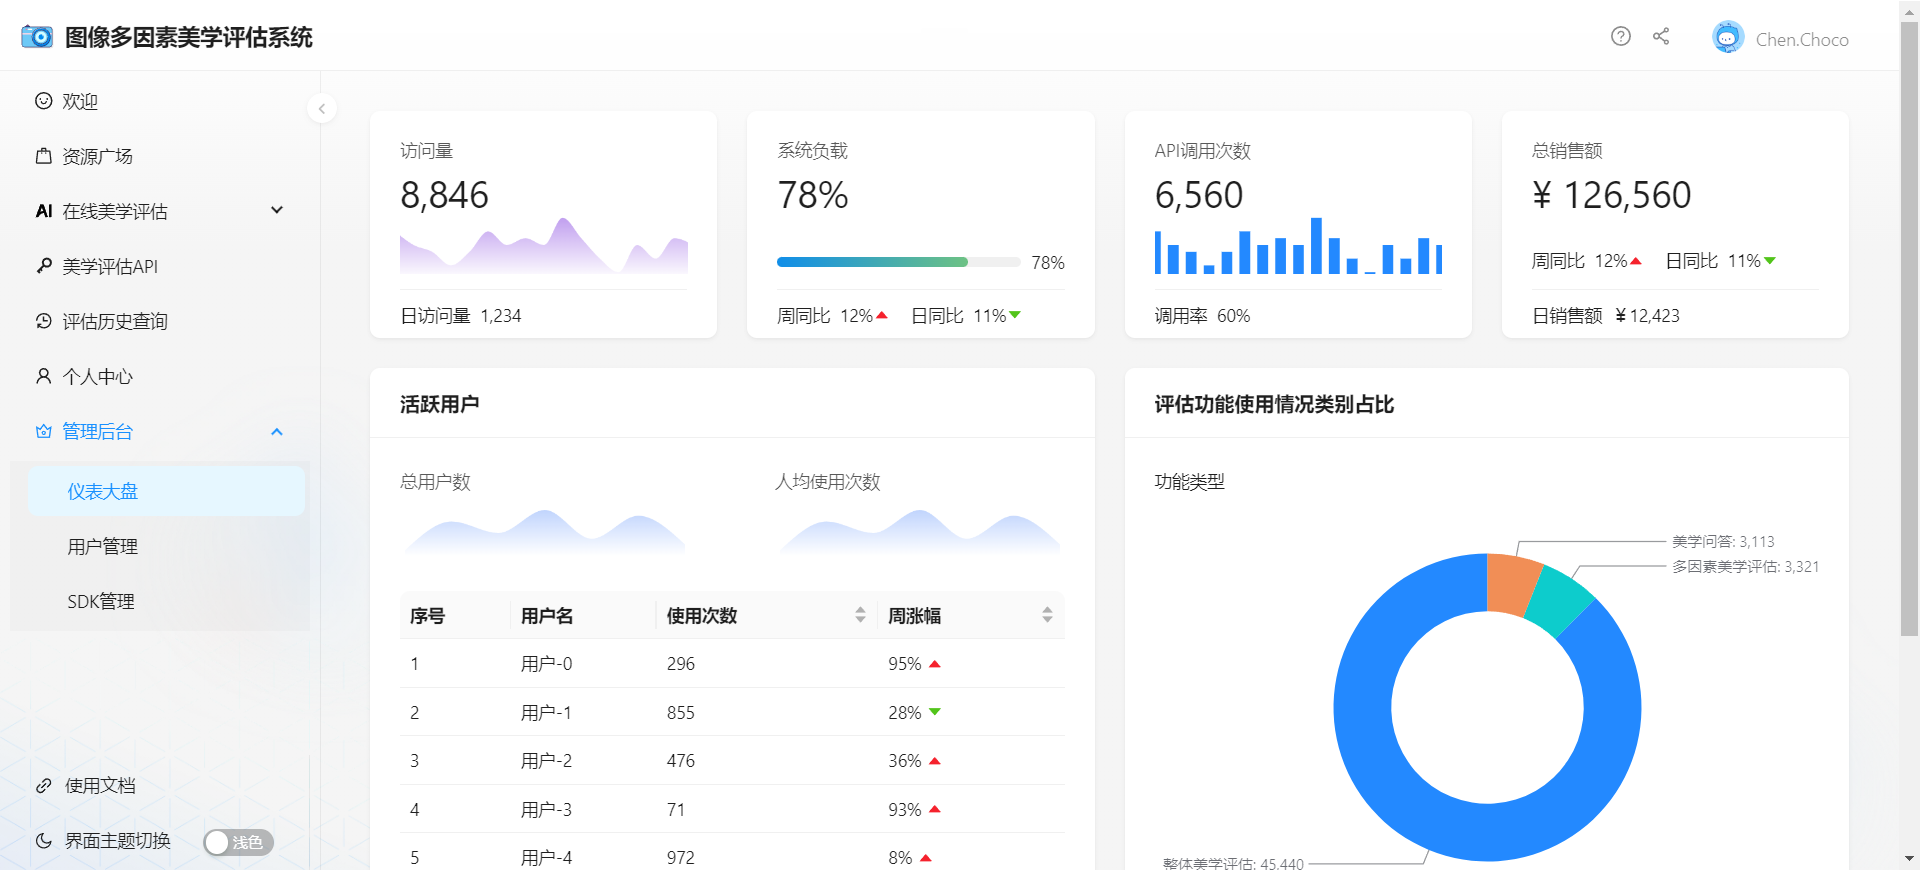 图像多因素美学评估系统
Chen.Choco
欢迎
资源广场
AI 在线美学评估
美学评估API
评估历史查询
个人中心
管理后台
仪表大盘
用户管理
SDK管理
使用文档
界面主题切换 浅色
访问量
8,846
日访问量 1,234
系统负载
78%
78%
周同比 12% 日同比 11%
API调用次数
6,560
调用率 60%
总销售额
¥ 126,560
周同比 12% 日同比 11%
日销售额 ¥12,423
活跃用户
总用户数 人均使用次数
序号 用户名 使用次数 周涨幅
1 用户-0 296 95%
2 用户-1 855 28%
3 用户-2 476 36%
4 用户-3 71 93%
5 用户-4 972 8%
评估功能使用情况类别占比
功能类型
美学问答: 3,113
多因素美学评估: 3,321
整体美学评估: 45,440